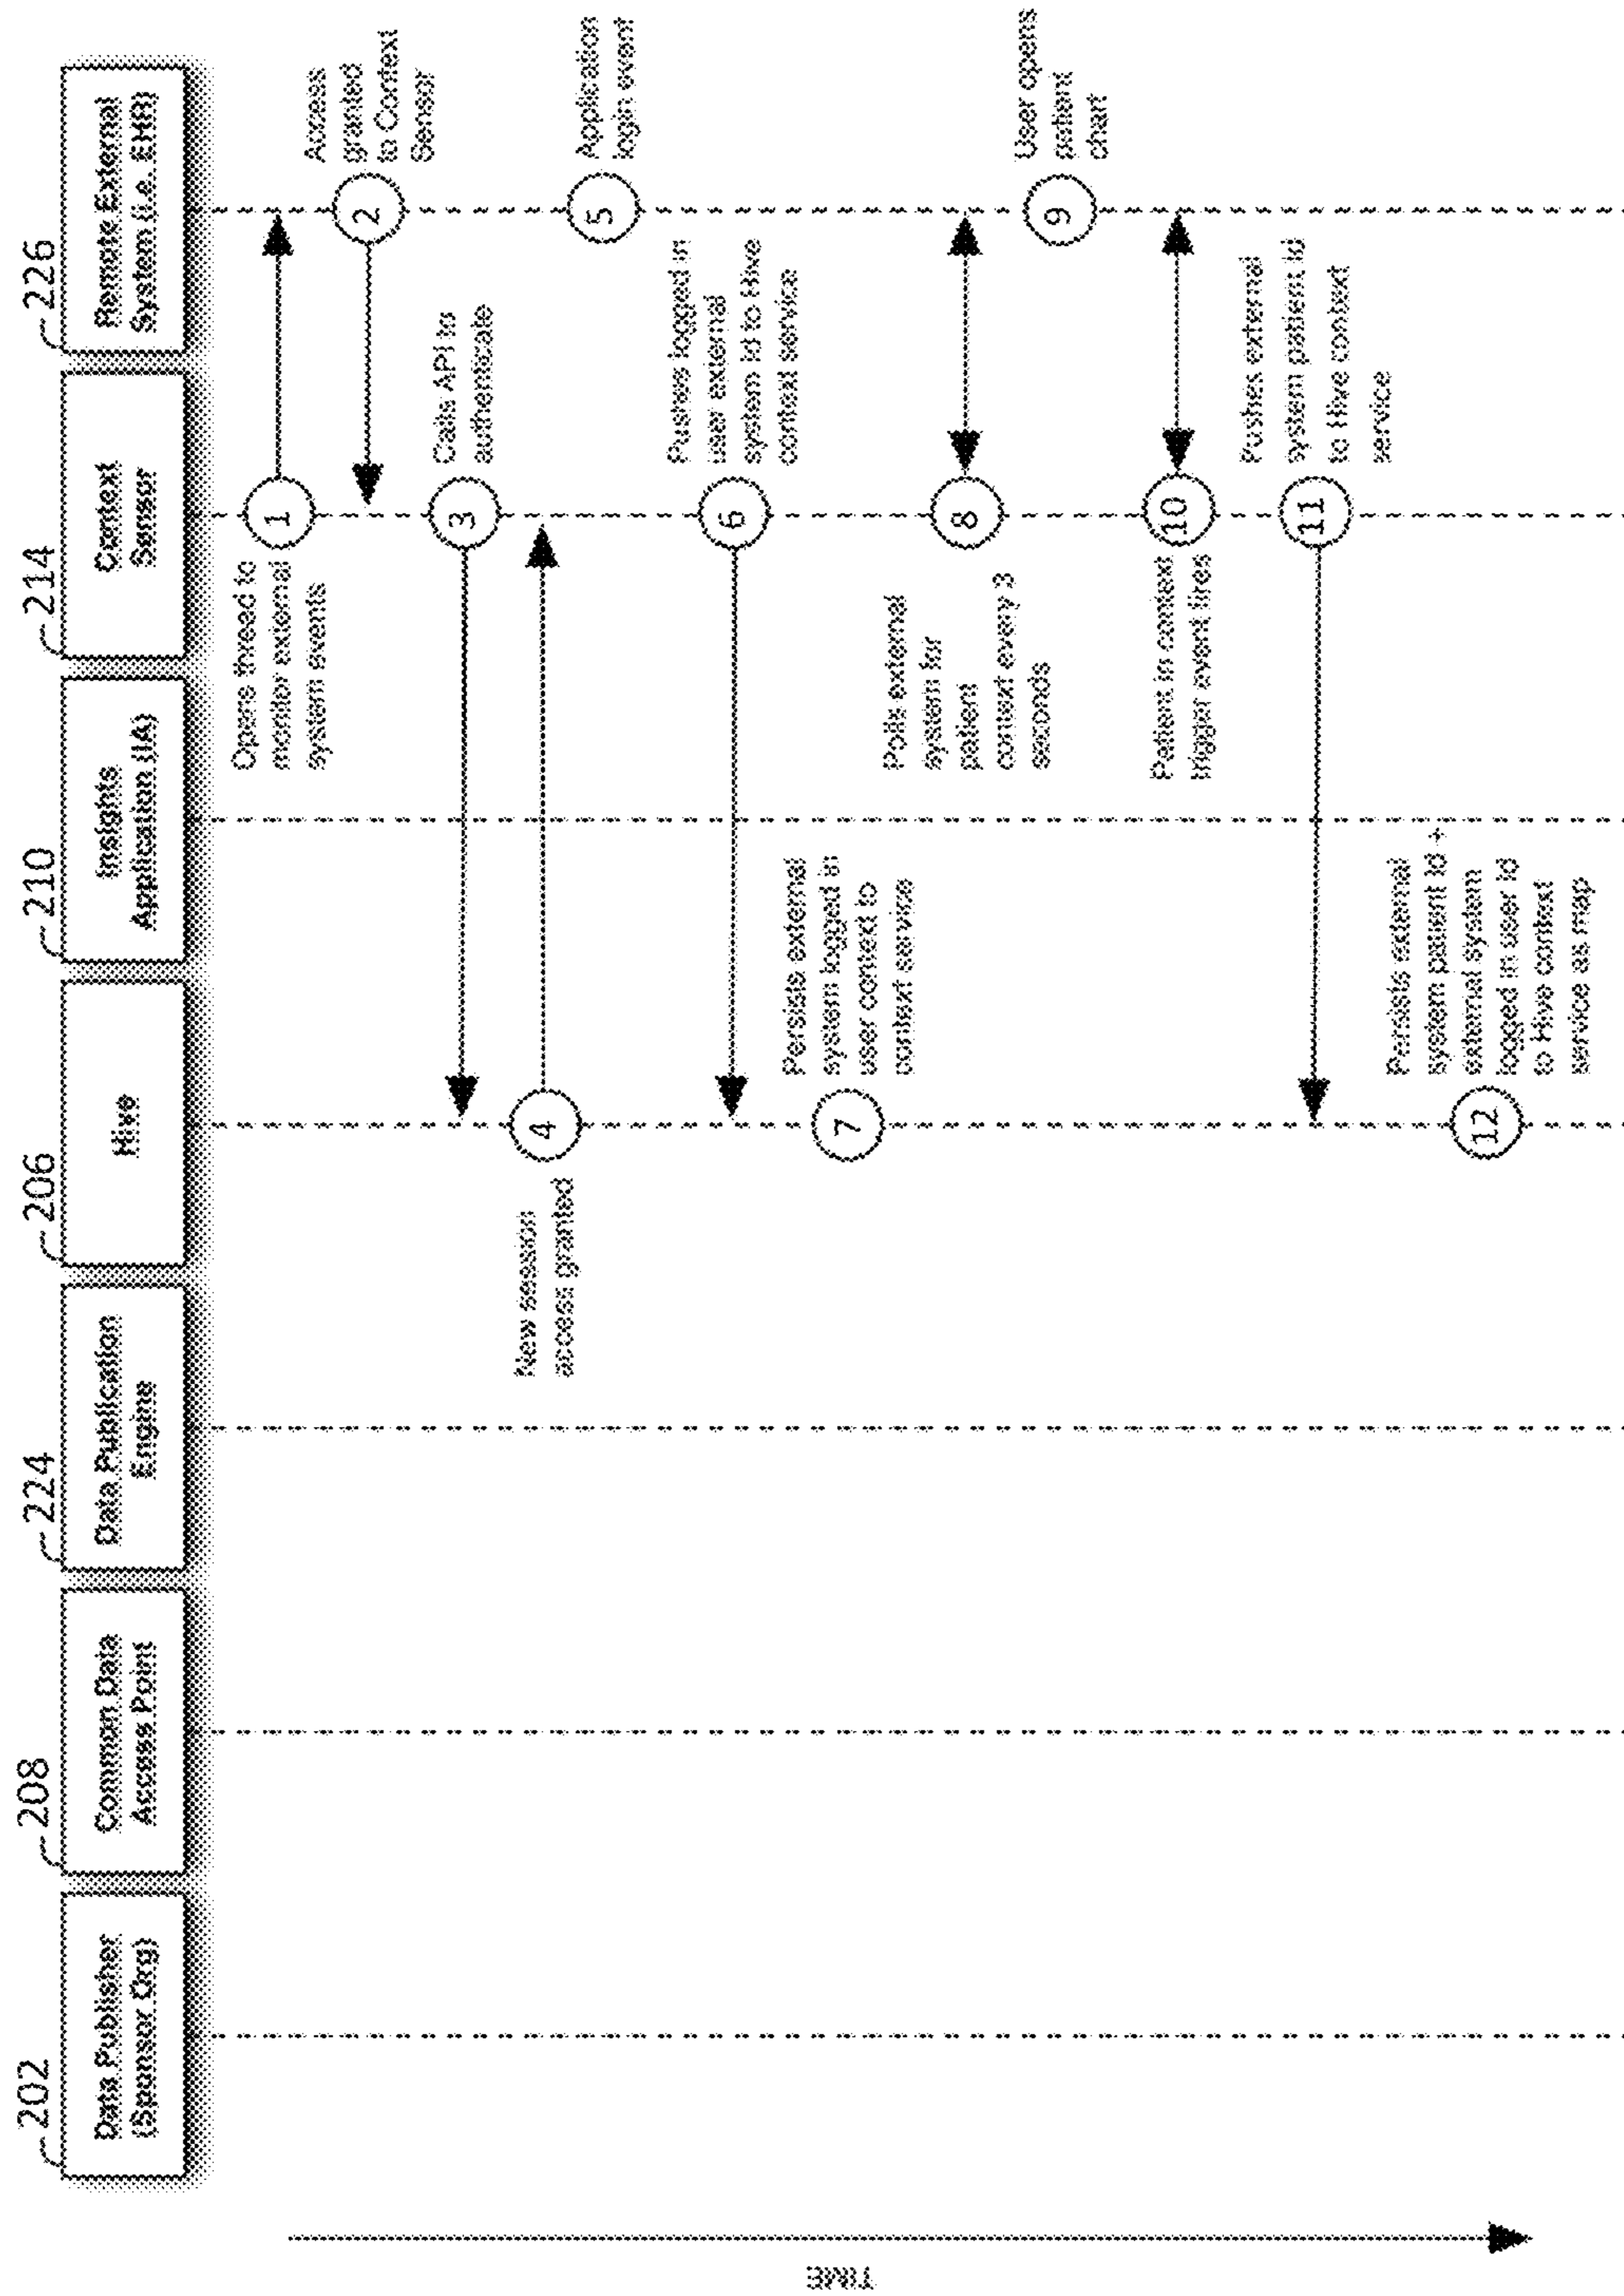 202
208
224
206
210
214
226
Data Publisher
(Sponsor Org)
Common Data
Access Point
Data Publication
Engine
Hive
Insights
Application (IA)
Context
Sensor
Remote External
System (i.e. EHR)
TIME
1
Opens thread to
monitor external
system events
2
Access
granted
to Context
Sensor
3
Calls API to
authenticate
4
New session
access granted
5
Application
login event
6
Pushes logged in
user external
system id to Hive
context service
7
Persists external
system logged in
user context to
context service
8
Polls external
system for
patient
context every 3
seconds
9
User opens
patient
chart
10
Patient in context
trigger event fires
11
Pushes external
system patient id
to Hive context
service
12
Persists external
system patient id +
external system
logged in user id
to Hive context
service as map